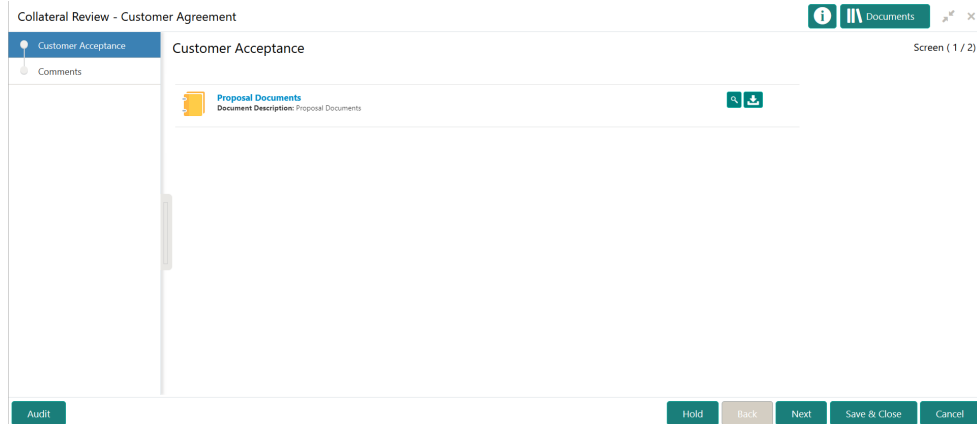 Collateral Review - Customer Agreement
i
Documents
Customer Acceptance
Comments
Customer Acceptance
Screen ( 1 / 2)
Proposal Documents
Document Description: Proposal Documents
Audit
Hold
Back
Next
Save & Close
Cancel